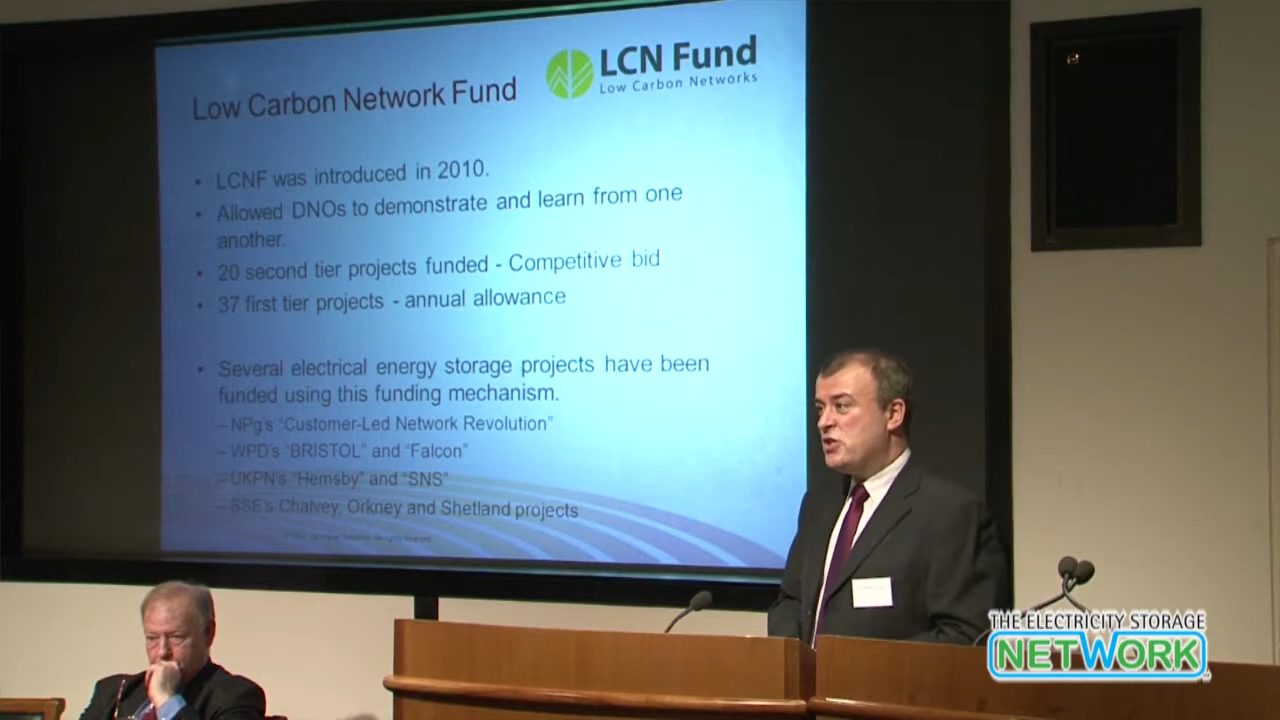 Low Carbon Network Fund
LCN Fund
Low Carbon Networks
• LCNF was introduced in 2010.
• Allowed DNOs to demonstrate and learn from one
another.
• 20 second tier projects funded - Competitive bid
• 37 first tier projects - annual allowance
• Several electrical energy storage projects have been
funded using this funding mechanism.
– NPg's "Customer-Led Network Revolution"
– WPD's "BRISTOL" and "Falcon"
– UKPN's "Hemsby" and "SNS"
– SSE's Chalvey, Orkney and Shetland projects
THE ELECTRICITY STORAGE
NETWORK